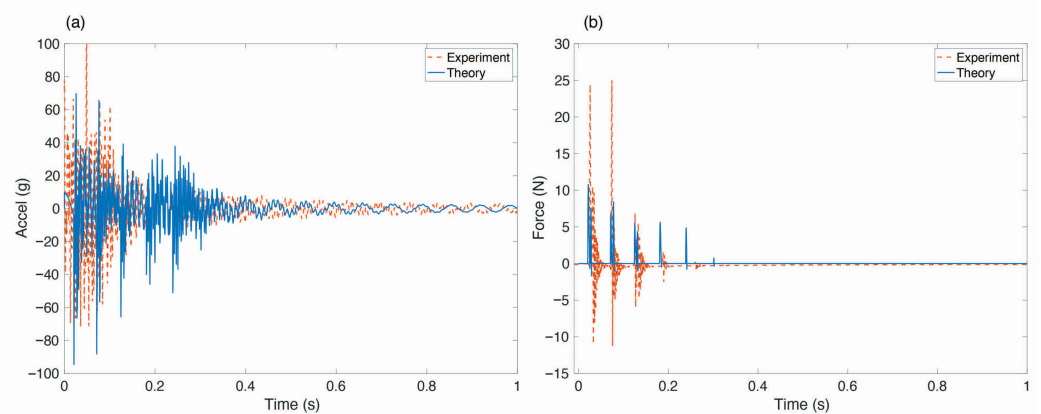 (a)
Accel (g)
100
80
60
40
20
0
−20
−40
−60
−80
−100
Experiment
Theory
0 0.2 0.4 0.6 0.8 1
Time (s)
(b)
Force (N)
30
25
20
15
10
5
0
−5
−10
−15
Experiment
Theory
0 0.2 0.4 0.6 0.8 1
Time (s)